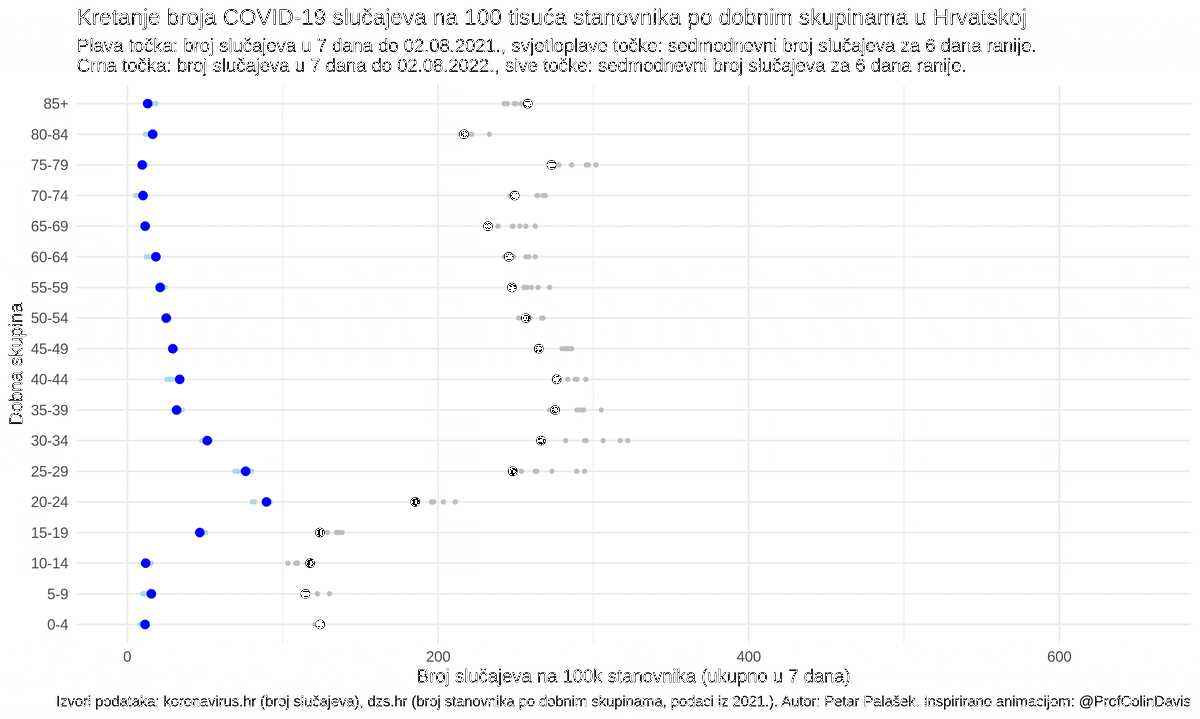 Kretanje broja COVID-19 slučajeva na 100 tisuća stanovnika po dobnim skupinama u Hrvatskoj
Plava točka: broj slučajeva u 7 dana do 02.08.2021., svjetloplave točke: sedmodnevni broj slučajeva za 6 dana ranije.
Crna točka: broj slučajeva u 7 dana do 02.08.2022., sive točke: sedmodnevni broj slučajeva za 6 dana ranije.
Dobna skupina
85+
80-84
75-79
70-74
65-69
60-64
55-59
50-54
45-49
40-44
35-39
30-34
25-29
20-24
15-19
10-14
5-9
0-4
0 200 400 600
Broj slučajeva na 100k stanovnika (ukupno u 7 dana)
Izvori podataka: koronavirus.hr (broj slučajeva), dzs.hr (broj stanovnika po dobnim skupinama, podaci iz 2021.). Autor: Petar Palašek. Inspirirano animacijom: @ProfColinDavis